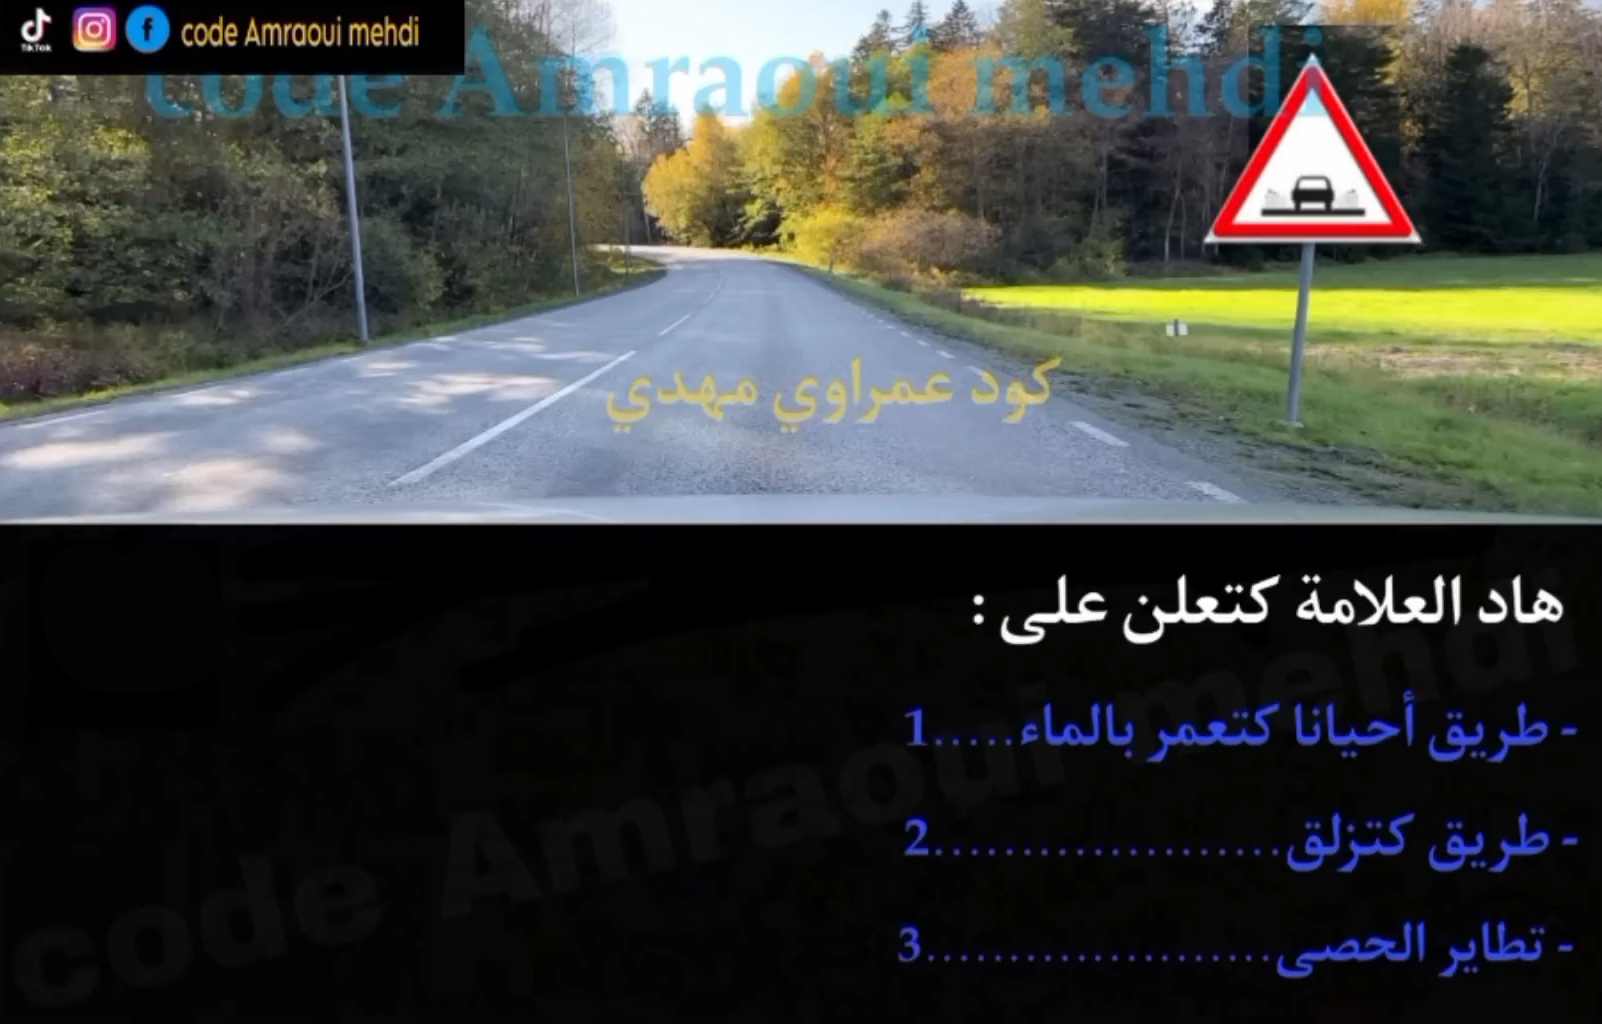 TikTok
code Amraoui mehdi
code Amraoui mehdi
كود عمراوي مهدي
هاد العلامة كتعلن على :
- طريق أحيانا كتعمر بالماء.....1
- طريق كتزلق....................2
- تطاير الحصى....................3
code Amraoui mehdi